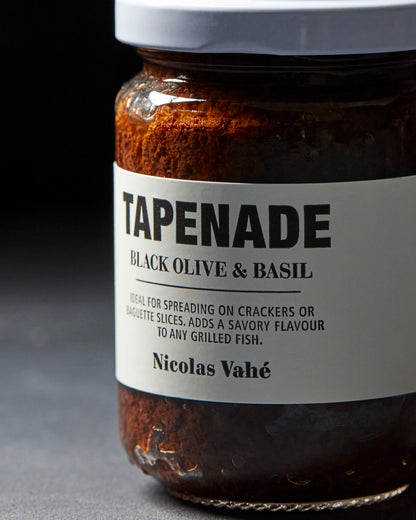 TAPENADE
BLACK OLIVE & BASIL
IDEAL FOR SPREADING ON CRACKERS OR
BAGUETTE SLICES. ADDS A SAVORY FLAVOUR
TO ANY GRILLED FISH.
Nicolas Vahé